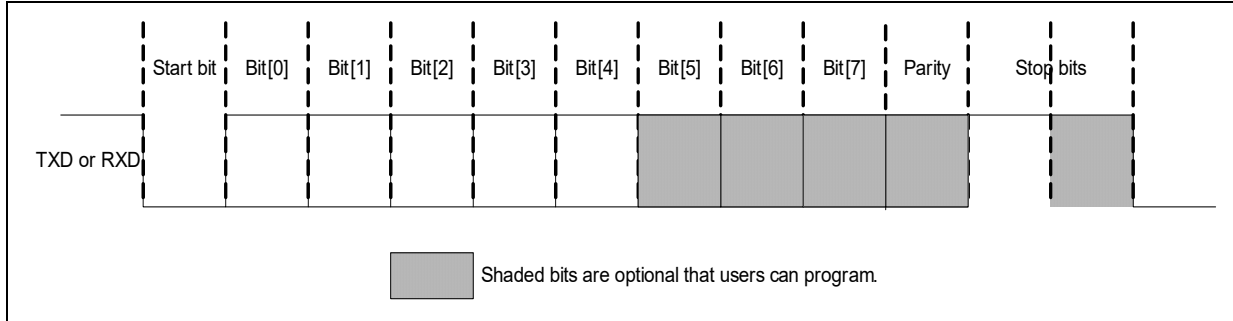 Start bit Bit[0] Bit[1] Bit[2] Bit[3] Bit[4] Bit[5] Bit[6] Bit[7] Parity Stop bits
TXD or RXD
Shaded bits are optional that users can program.